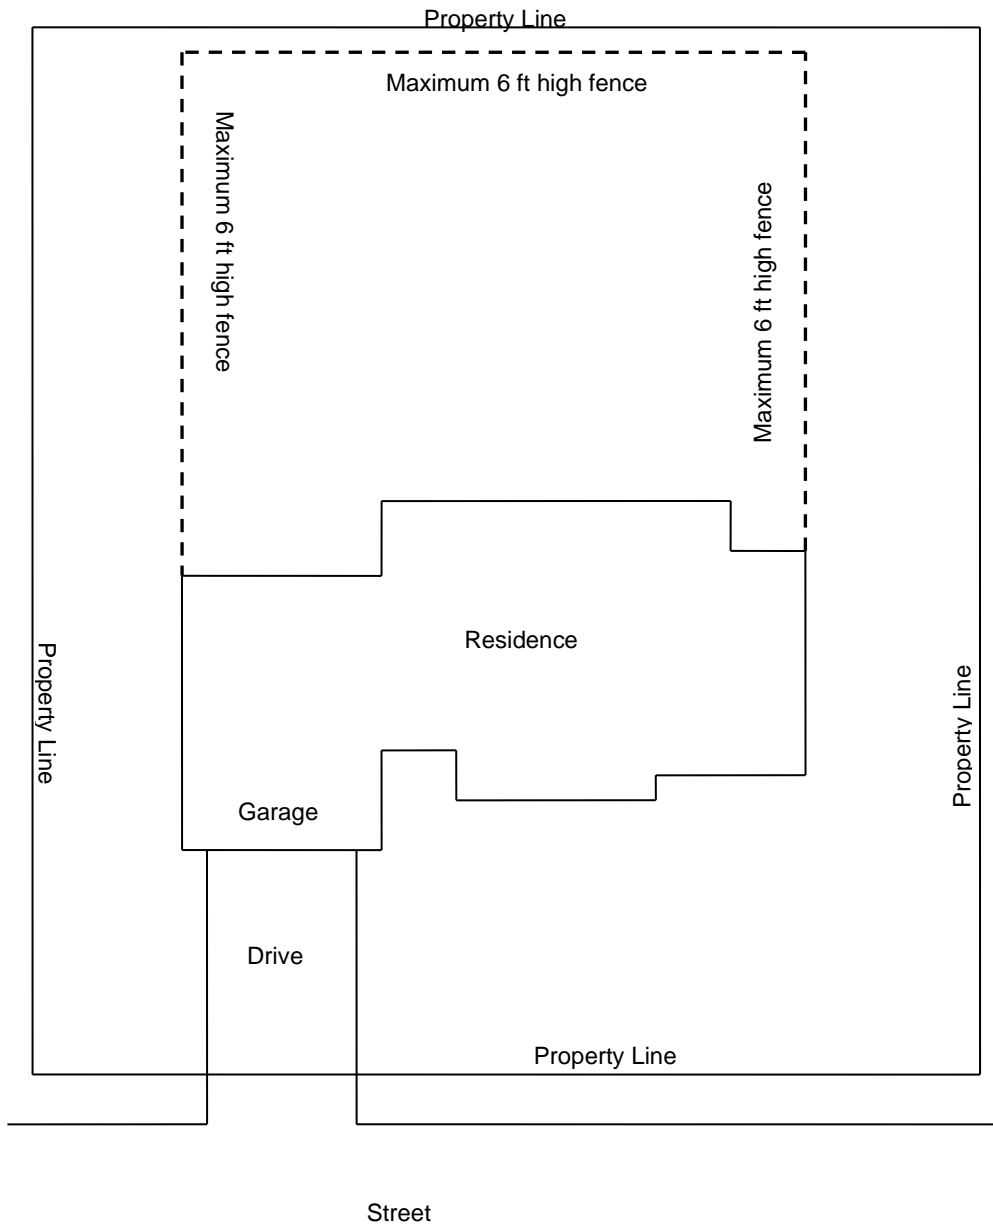 Property Line
Maximum 6 ft high fence
Maximum 6 ft high fence
Maximum 6 ft high fence
Residence
Property Line
Property Line
Garage
Drive
Property Line
Street